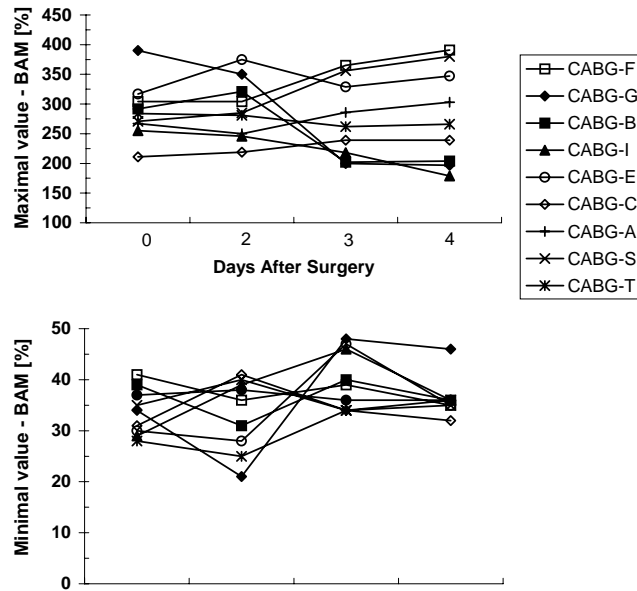 450
400
350
300
250
200
150
100
Maximal value - BAM [%]
0 2 3 4
Days After Surgery
CABG-F
CABG-G
CABG-B
CABG-I
CABG-E
CABG-C
CABG-A
CABG-S
CABG-T
50
40
30
20
10
0
Minimal value - BAM [%]